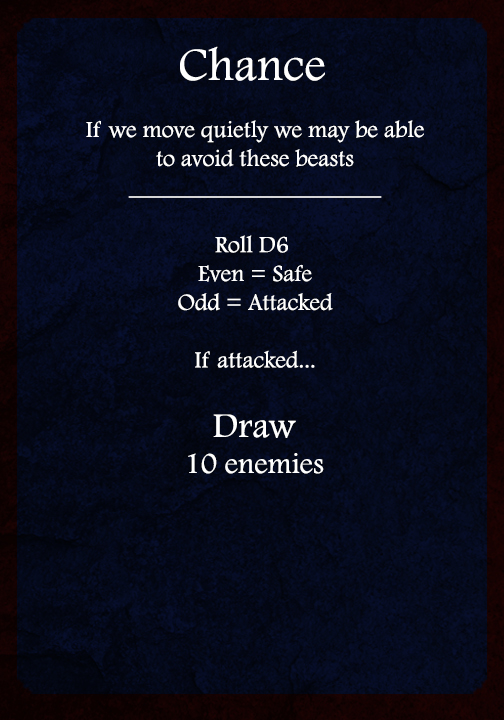 Chance
If we move quietly we may be able
to avoid these beasts
Roll D6
Even = Safe
Odd = Attacked
If attacked...
Draw
10 enemies